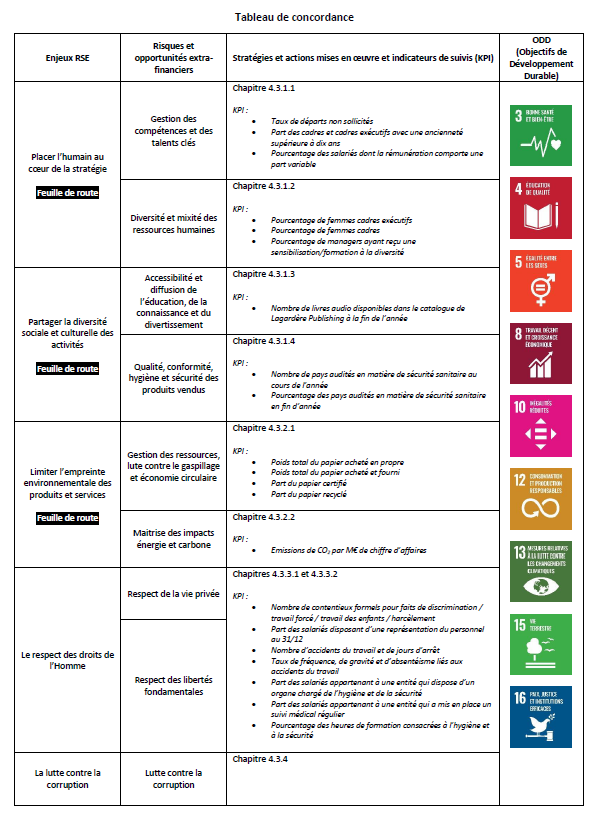 Tableau de concordance
Enjeux RSE
Risques et
opportunités extra-
financiers
Stratégies et actions mises en œuvre et indicateurs de suivis (KPI)
ODD
(Objectifs de
Développement
Durable)
Placer l'humain au
cœur de la stratégie
Feuille de route
Gestion des
compétences et des
talents clés
Chapitre 4.3.1.1
KPI :
• Taux de départs non sollicités
• Part des cadres et cadres exécutifs avec une ancienneté
supérieure à dix ans
• Pourcentage des salariés dont la rémunération comporte une
part variable
Diversité et mixité des
ressources humaines
Chapitre 4.3.1.2
KPI :
• Pourcentage de femmes cadres exécutifs
• Pourcentage de femmes cadres
• Pourcentage de managers ayant reçu une
sensibilisation/formation à la diversité
Partager la diversité
sociale et culturelle des
activités
Feuille de route
Accessibilité et
diffusion de
l'éducation, de la
connaissance et du
divertissement
Chapitre 4.3.1.3
KPI :
• Nombre de livres audio disponibles dans le catalogue de
Lagardère Publishing à la fin de l'année
Qualité, conformité,
hygiène et sécurité des
produits vendus
Chapitre 4.3.1.4
KPI :
• Nombre de pays audités en matière de sécurité sanitaire au
cours de l'année
• Pourcentage des pays audités en matière de sécurité sanitaire
en fin d'année
Limiter l'empreinte
environnementale des
produits et services
Feuille de route
Gestion des ressources,
lute contre le gaspillage
et économie circulaire
Chapitre 4.3.2.1
KPI :
• Poids total du papier acheté en propre
• Poids total du papier acheté et fourni
• Part du papier certifié
• Part du papier recyclé
Maitrise des impacts
énergie et carbone
Chapitre 4.3.2.2
KPI :
• Emissions de CO₂ par M€ de chiffre d'affaires
Le respect des droits de
l'Homme
Respect de la vie privée
Respect des libertés
fondamentales
Chapitres 4.3.3.1 et 4.3.3.2
KPI :
• Nombre de contentieux formels pour faits de discrimination /
travail forcé / travail des enfants / harcèlement
• Part des salariés disposant d'une représentation du personnel
au 31/12
• Nombre d'accidents du travail et de jours d'arrêt
• Taux de fréquence, de gravité et d'absentéisme liés aux
accidents du travail
• Part des salariés appartenant à une entité qui dispose d'un
organe chargé de l'hygiène et de la sécurité
• Part des salariés appartenant à une entité qui a mis en place un
suivi médical régulier
• Pourcentage des heures de formation consacrées à l'hygiène et
à la sécurité
La lutte contre la
corruption
Lutte contre la
corruption
Chapitre 4.3.4
3 BONNE SANTÉ
ET BIEN-ÊTRE
4 ÉDUCATION
DE QUALITÉ
5 ÉGALITÉ ENTRE
LES SEXES
8 TRAVAIL DÉCENT
ET CROISSANCE
ÉCONOMIQUE
10 INÉGALITÉS
RÉDUITES
12 CONSOMMATION
ET PRODUCTION
RESPONSABLES
13 MESURES RELATIVES
À LA LUTTE CONTRE
LES CHANGEMENTS
CLIMATIQUES
15 VIE
TERRESTRE
16 PAIX, JUSTICE
ET INSTITUTIONS
EFFICACES